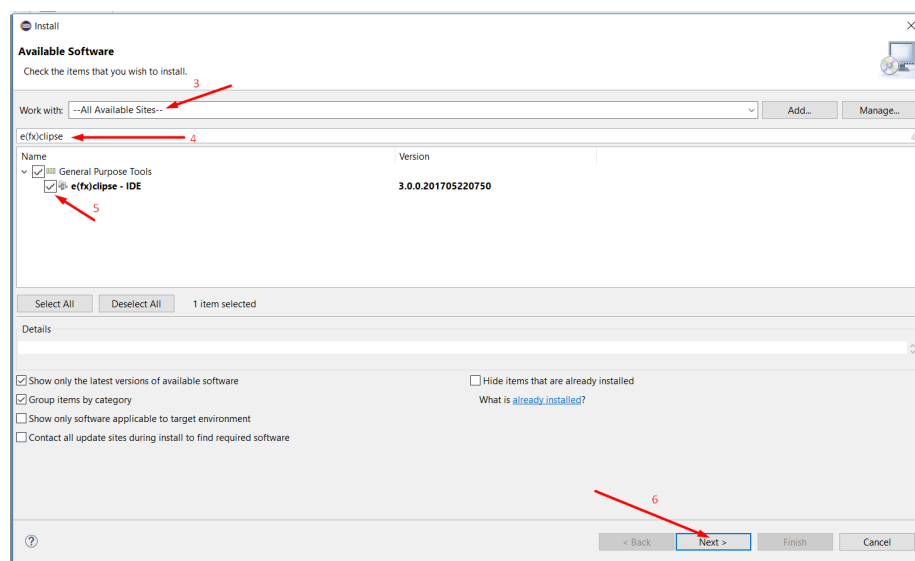 Install
Available Software
Check the items that you wish to install.
3
Work with: --All Available Sites-- Add... Manage...
e(fx)clipse 4
Name Version
General Purpose Tools
e(fx)clipse - IDE 3.0.0.201705220750
5
Select All Deselect All 1 item selected
Details
Show only the latest versions of available software Hide items that are already installed
Group items by category What is already installed?
Show only software applicable to target environment
Contact all update sites during install to find required software
6
? < Back Next > Finish Cancel